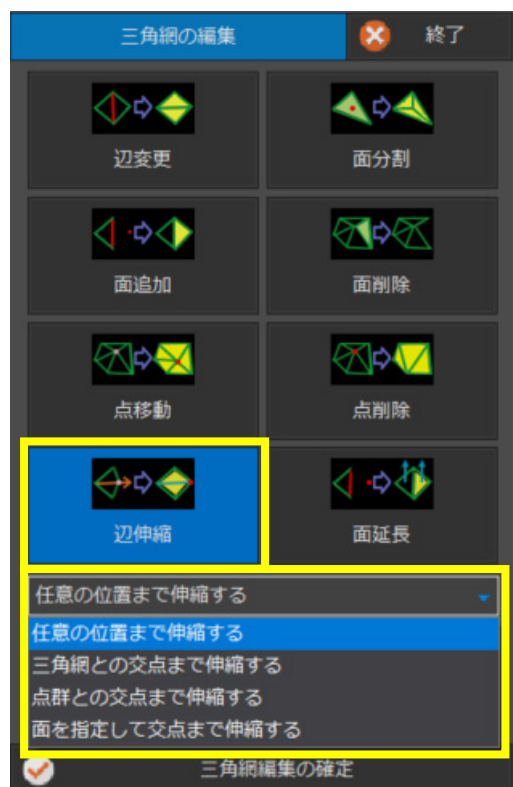 三角網の編集
終了
辺変更
面分割
面追加
面削除
点移動
点削除
辺伸縮
面延長
任意の位置まで伸縮する
任意の位置まで伸縮する
三角網との交点まで伸縮する
点群との交点まで伸縮する
面を指定して交点まで伸縮する
三角網編集の確定